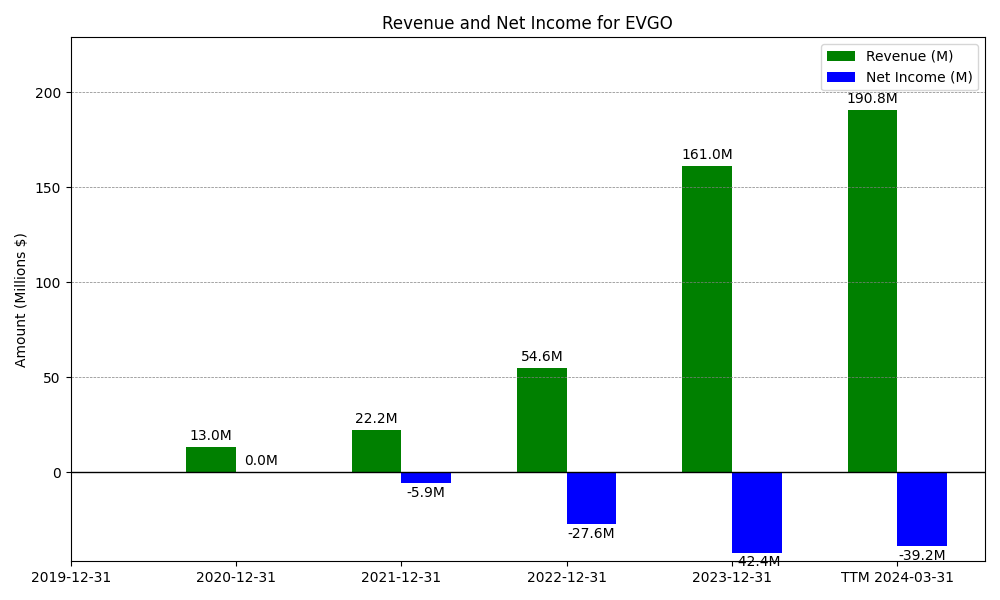 Revenue and Net Income for EVGO
Revenue (M)
Net Income (M)
Amount (Millions $)
200
150
100
50
0
13.0M
0.0M
22.2M
-5.9M
54.6M
-27.6M
161.0M
-42.4M
190.8M
-39.2M
2019-12-31
2020-12-31
2021-12-31
2022-12-31
2023-12-31
TTM 2024-03-31